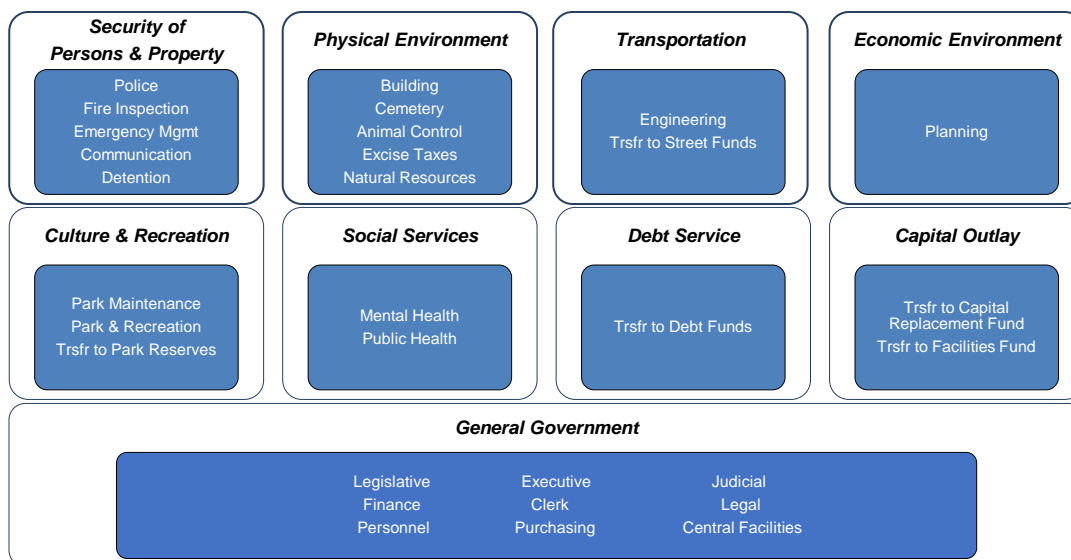 Security of
Persons & Property
Police
Fire Inspection
Emergency Mgmt
Communication
Detention
Physical Environment
Building
Cemetery
Animal Control
Excise Taxes
Natural Resources
Transportation
Engineering
Trsfr to Street Funds
Economic Environment
Planning
Culture & Recreation
Park Maintenance
Park & Recreation
Trsfr to Park Reserves
Social Services
Mental Health
Public Health
Debt Service
Trsfr to Debt Funds
Capital Outlay
Trsfr to Capital
Replacement Fund
Trsfr to Facilities Fund
General Government
Legislative Executive Judicial
Finance Clerk Legal
Personnel Purchasing Central Facilities